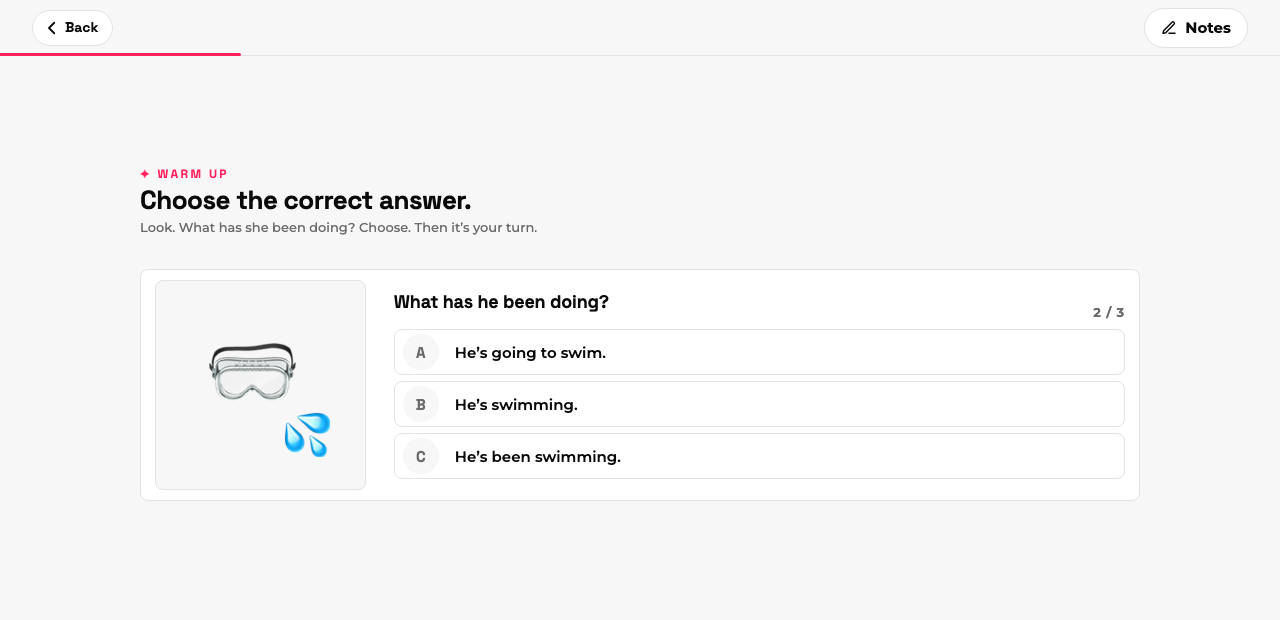 Back
Notes
WARM UP
Choose the correct answer.
Look. What has she been doing? Choose. Then it’s your turn.
What has he been doing?
2 / 3
A He’s going to swim.
B He’s swimming.
C He’s been swimming.